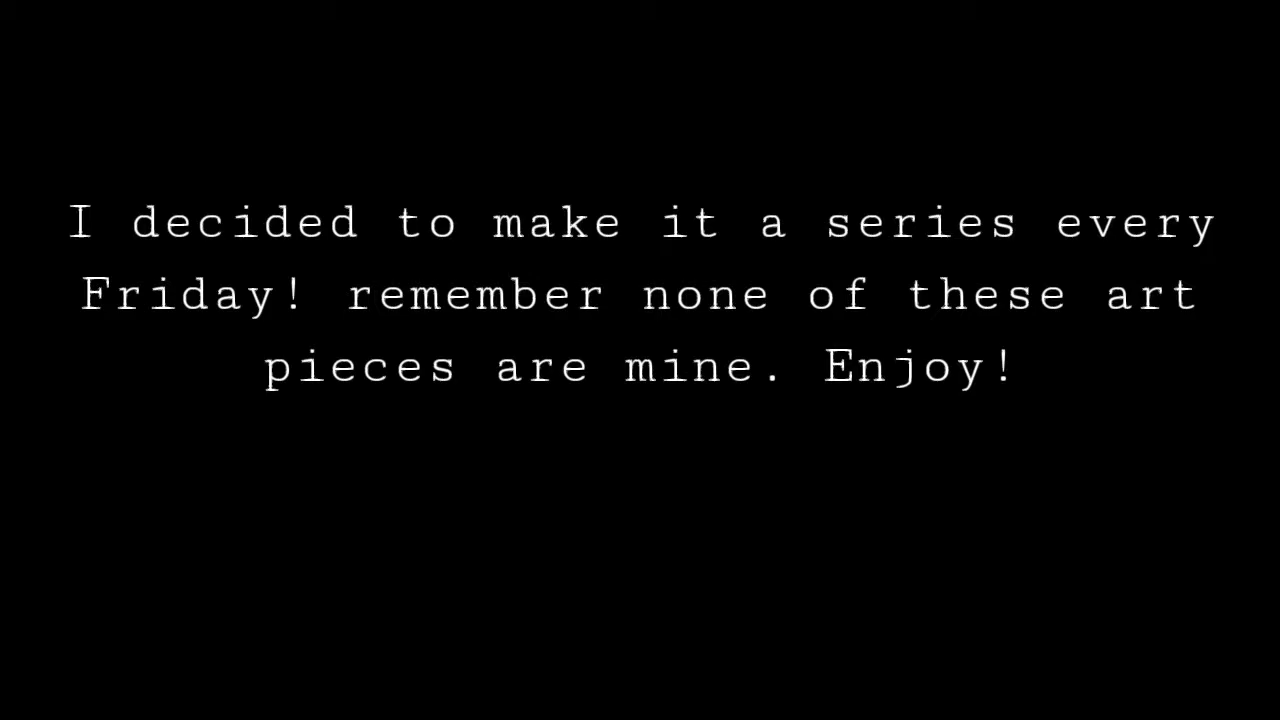 I decided to make it a series every
Friday! remember none of these art
pieces are mine. Enjoy!